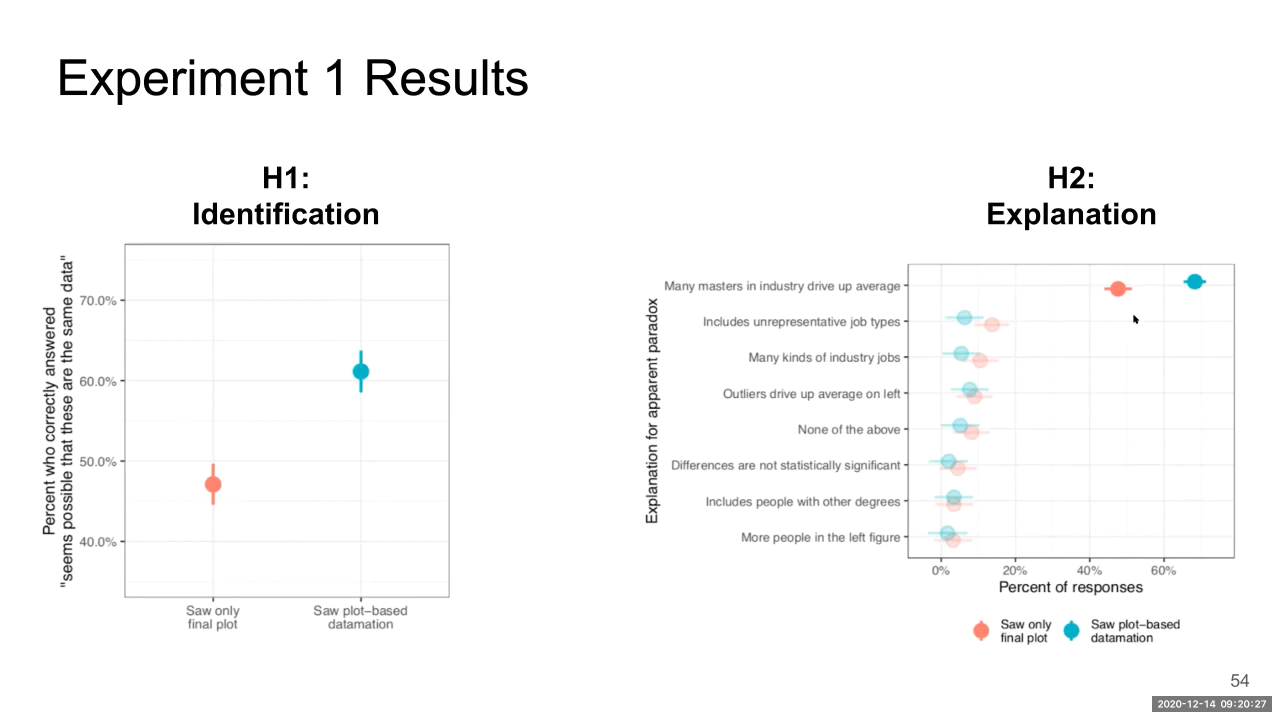 Experiment 1 Results
H1:
Identification
Percent who correctly answered
"seems possible that these are the same data"
70.0%
60.0%
50.0%
40.0%
Saw only
final plot
Saw plot–based
datamation
H2:
Explanation
Explanation for apparent paradox
Many masters in industry drive up average
Includes unrepresentative job types
Many kinds of industry jobs
Outliers drive up average on left
None of the above
Differences are not statistically significant
Includes people with other degrees
More people in the left figure
0% 20% 40% 60%
Percent of responses
Saw only
final plot
Saw plot–based
datamation
54
2020-12-14 09:20:27